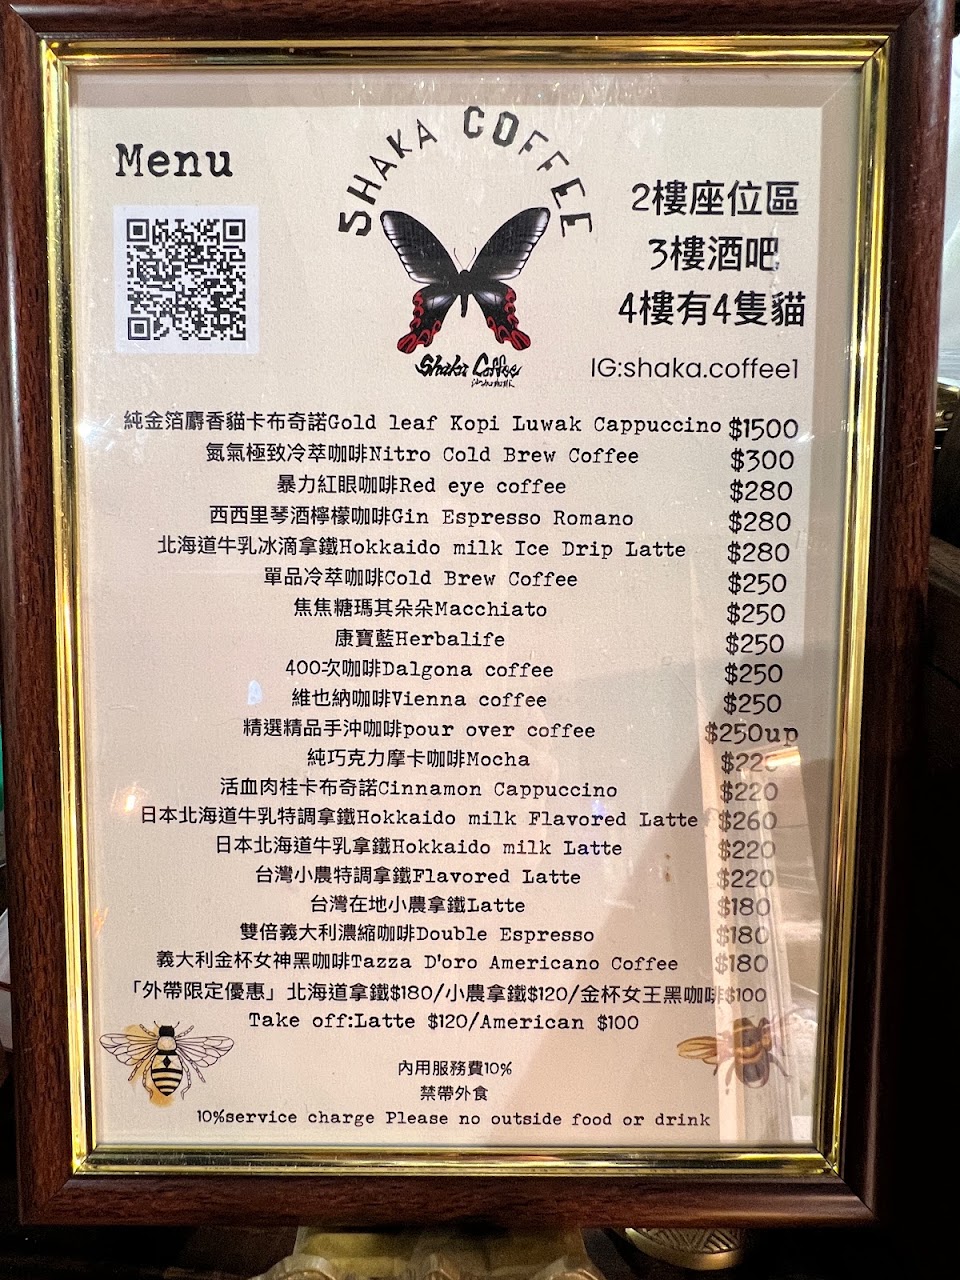 Menu
SHAKA COFFEE
2樓座位區
3樓酒吧
4樓有4隻貓
Shaka Coffee
IG:shaka.coffee1
純金箔麝香貓卡布奇諾Gold leaf Kopi Luwak Cappuccino $1500
氮氣極致冷萃咖啡Nitro Cold Brew Coffee $300
暴力紅眼咖啡Red eye coffee $280
西西里琴酒檸檬咖啡Gin Espresso Romano $280
北海道牛乳冰滴拿鐵Hokkaido milk Ice Drip Latte $280
單品冷萃咖啡Cold Brew Coffee $250
焦焦糖瑪其朵朵Macchiato $250
康寶藍Herbalife $250
400次咖啡Dalgona coffee $250
維也納咖啡Vienna coffee $250
精選精品手沖咖啡pour over coffee $250up
純巧克力摩卡咖啡Mocha $220
活血肉桂卡布奇諾Cinnamon Cappuccino $220
日本北海道牛乳特調拿鐵Hokkaido milk Flavored Latte $260
日本北海道牛乳拿鐵Hokkaido milk Latte $220
台灣小農特調拿鐵Flavored Latte $220
台灣在地小農拿鐵Latte $180
雙倍義大利濃縮咖啡Double Espresso $180
義大利金杯女神黑咖啡Tazza D'oro Americano Coffee $180
「外帶限定優惠」北海道拿鐵$180/小農拿鐵$120/金杯女王黑咖啡$100
Take off:Latte $120/American $100
內用服務費10%
禁帶外食
10%service charge Please no outside food or drink